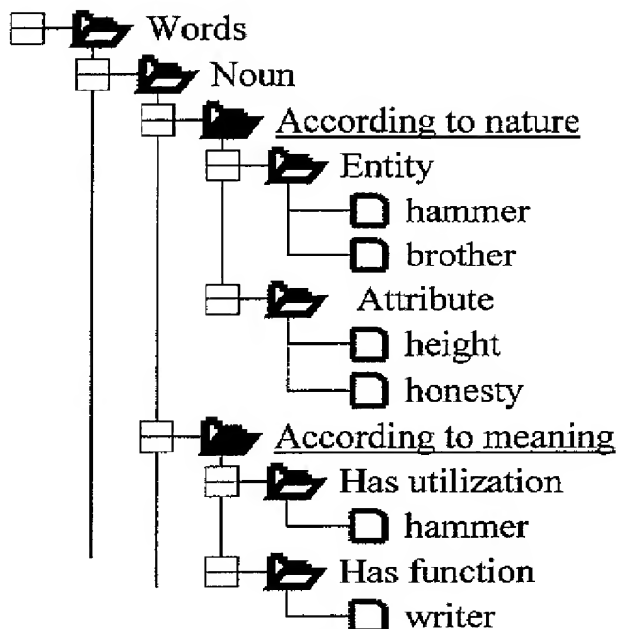 Words
Noun
According to nature
Entity
hammer
brother
Attribute
height
honesty
According to meaning
Has utilization
hammer
Has function
writer